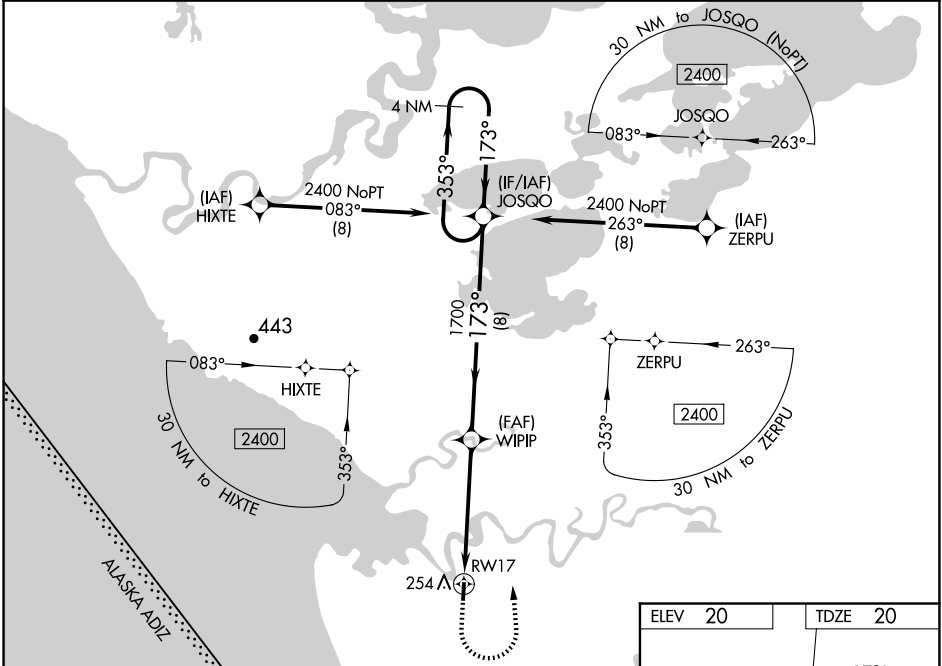 30 NM to JOSQO (NoPT)
2400
JOSQO
083°
263°
4 NM
353°
173°
(IAF)
HIXTE
2400 NoPT
083°
(8)
(IF/IAF)
JOSQO
2400 NoPT
263°
(8)
(IAF)
ZERPU
1700
173°
(8)
443
083°
HIXTE
2400
353°
30 NM to HIXTE
ZERPU
263°
2400
353°
30 NM to ZERPU
(FAF)
WIPIP
ALASKA ADIZ
254
RW17
ELEV 20
TDZE 20